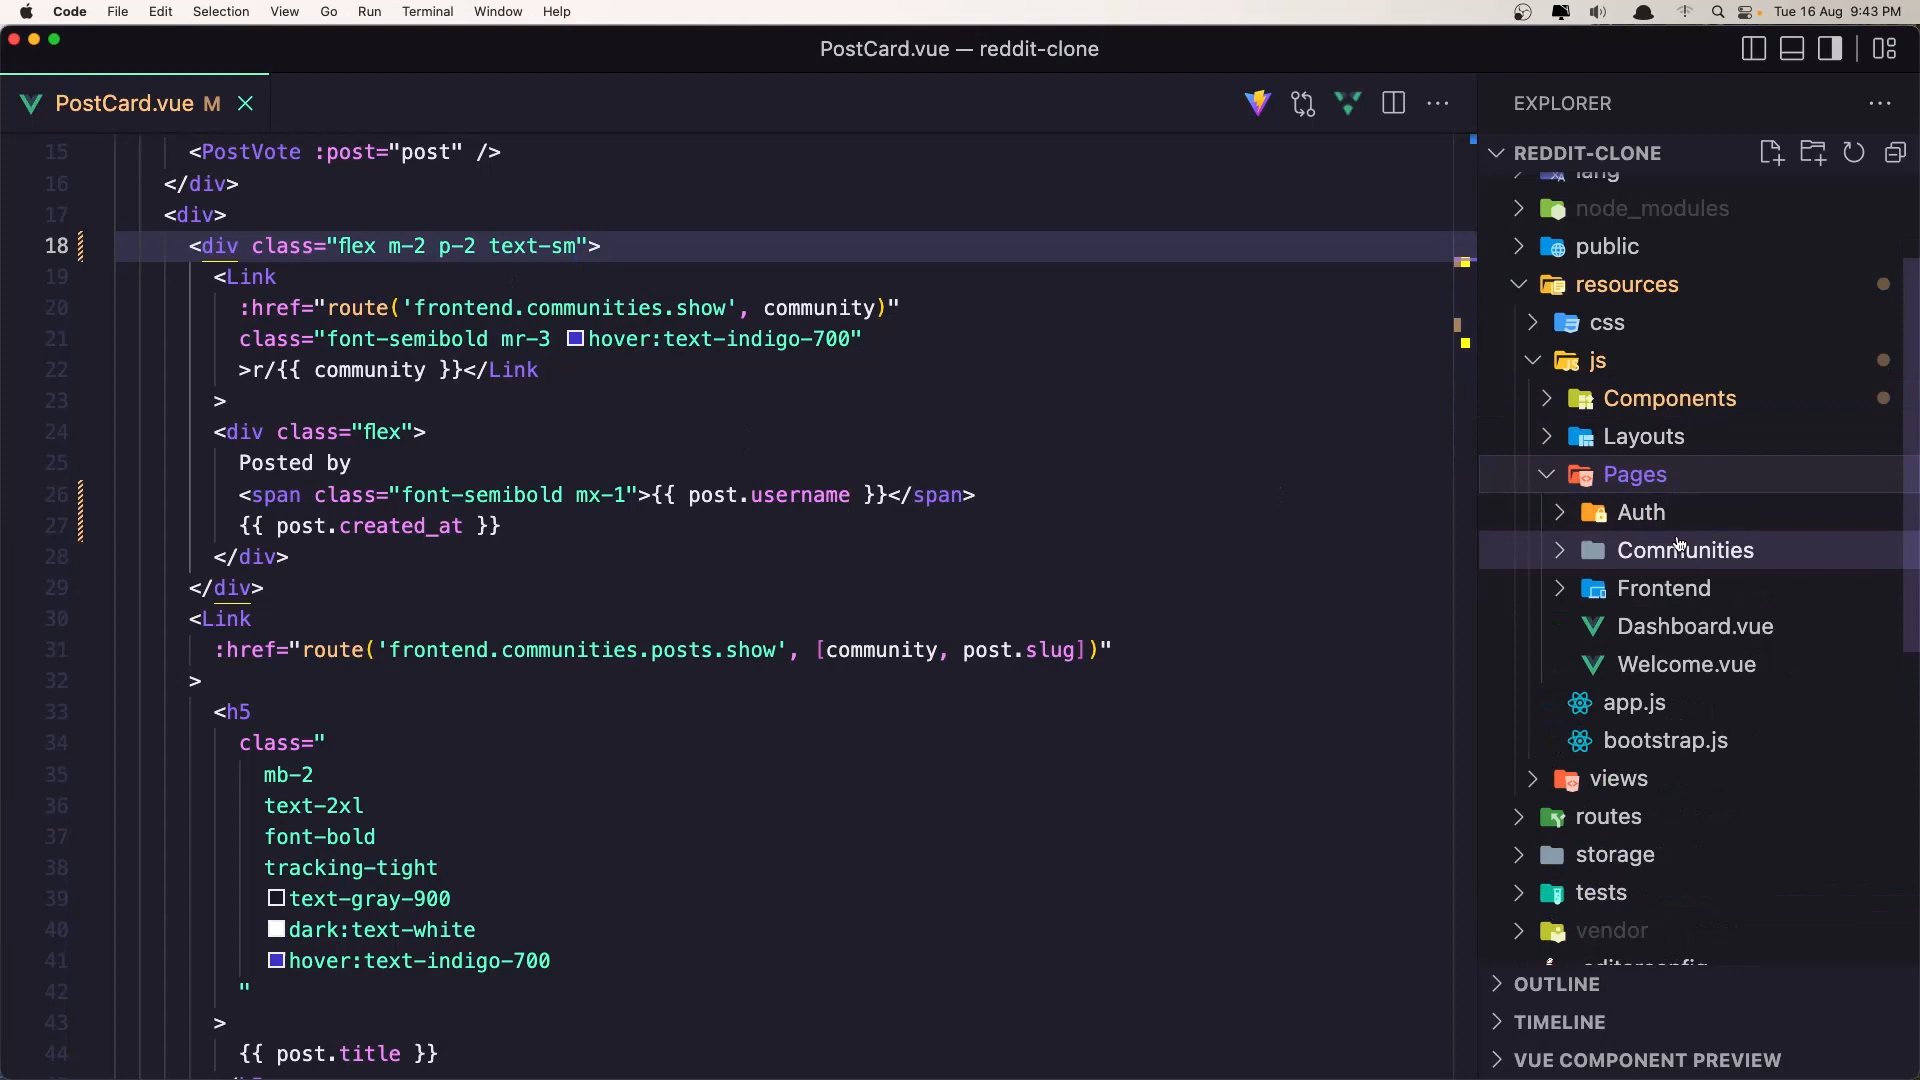 Code File Edit Selection View Go Run Terminal Window Help Tue 16 Aug 9:43 PM
PostCard.vue — reddit-clone
PostCard.vue M
15 <PostVote :post="post" />
16 </div>
17 <div>
18 <div class="flex m-2 p-2 text-sm">
19 <Link
20 :href="route('frontend.communities.show', community)"
21 class="font-semibold mr-3 hover:text-indigo-700"
22 >r/{{ community }}</Link
23 >
24 <div class="flex">
25 Posted by
26 <span class="font-semibold mx-1">{{ post.username }}</span>
27 {{ post.created_at }}
28 </div>
29 </div>
30 <Link
31 :href="route('frontend.communities.posts.show', [community, post.slug])"
32 >
33 <h5
34 class="
35 mb-2
36 text-2xl
37 font-bold
38 tracking-tight
39 text-gray-900
40 dark:text-white
41 hover:text-indigo-700
42 "
43 >
44 {{ post.title }}
EXPLORER
REDDIT-CLONE
lang
node_modules
public
resources
css
js
Components
Layouts
Pages
Auth
Communities
Frontend
Dashboard.vue
Welcome.vue
app.js
bootstrap.js
views
routes
storage
tests
vendor
.editorconfig
OUTLINE
TIMELINE
VUE COMPONENT PREVIEW